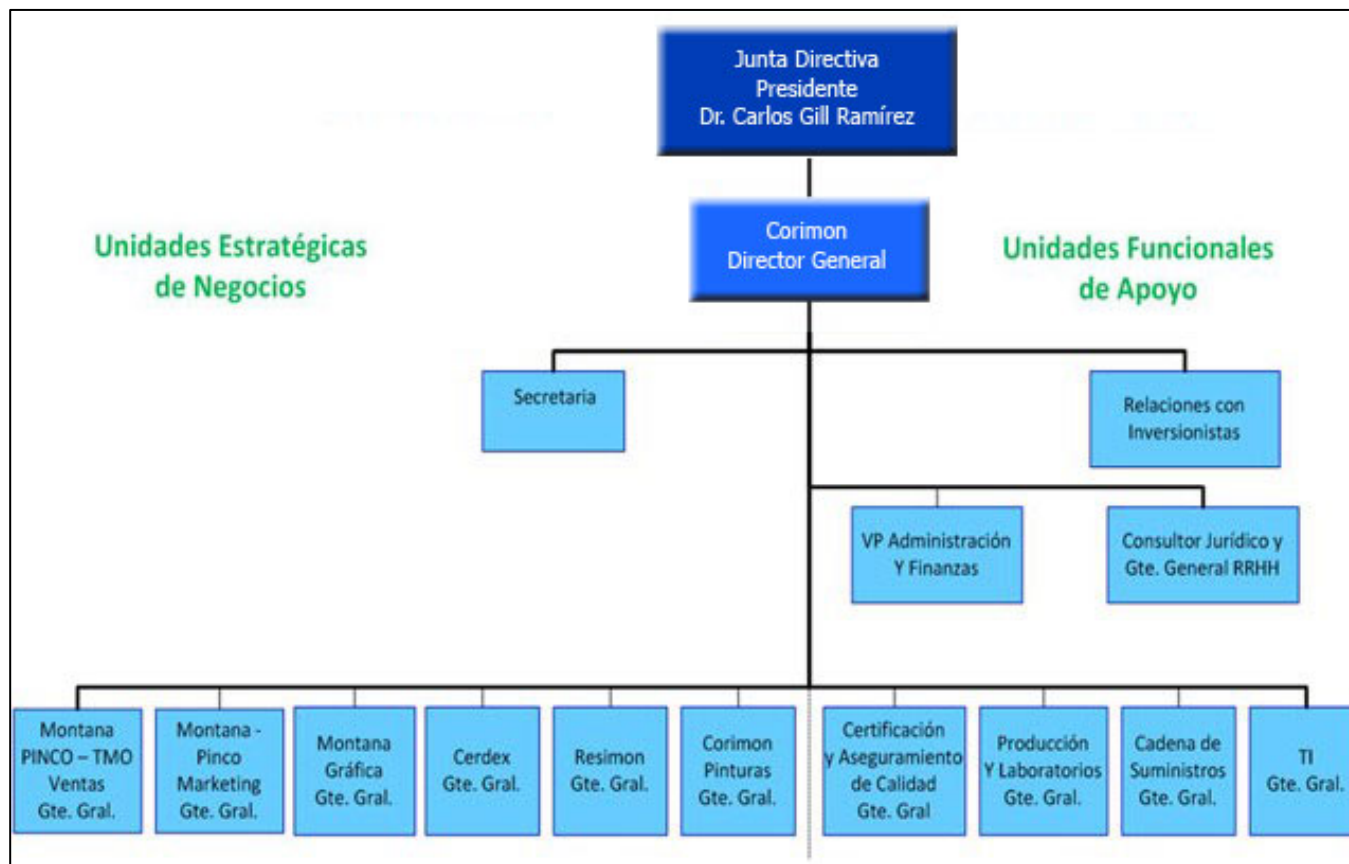 Junta Directiva
Presidente
Dr. Carlos Gill Ramírez
Corimon
Director General
Unidades Estratégicas
de Negocios
Unidades Funcionales
de Apoyo
Secretaria
Relaciones con
Inversionistas
VP Administración
Y Finanzas
Consultor Jurídico y
Gte. General RRHH
Montana
PINCO – TMO
Ventas
Gte. Gral.
Montana -
Pinco
Marketing
Gte. Gral.
Montana
Gráfica
Gte. Gral.
Cerdex
Gte. Gral.
Resimon
Gte. Gral.
Corimon
Pinturas
Gte. Gral.
Certificación
y Aseguramiento
de Calidad
Gte. Gral
Producción
Y Laboratorios
Gte. Gral.
Cadena de
Suministros
Gte. Gral.
TI
Gte. Gral.